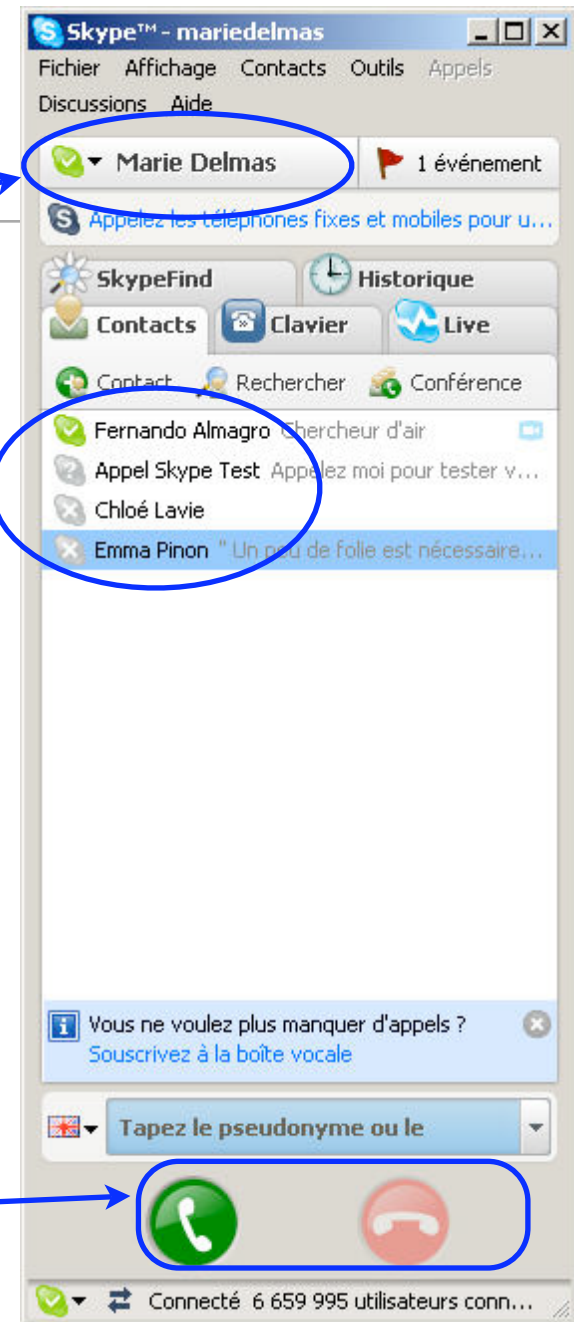 Skype™ - mariedelmas
Fichier Affichage Contacts Outils Appels
Discussions Aide
Marie Delmas 1 événement
Appelez les téléphones fixes et mobiles pour u...
SkypeFind Historique
Contacts Clavier Live
Contact Rechercher Conférence
Fernando Almagro Chercheur d'air
Appel Skype Test Appelez moi pour tester v...
Chloé Lavie
Emma Pinon " Un peu de folie est nécessaire...
Vous ne voulez plus manquer d'appels ?
Souscrivez à la boîte vocale
Tapez le pseudonyme ou le
Connecté 6 659 995 utilisateurs conn...